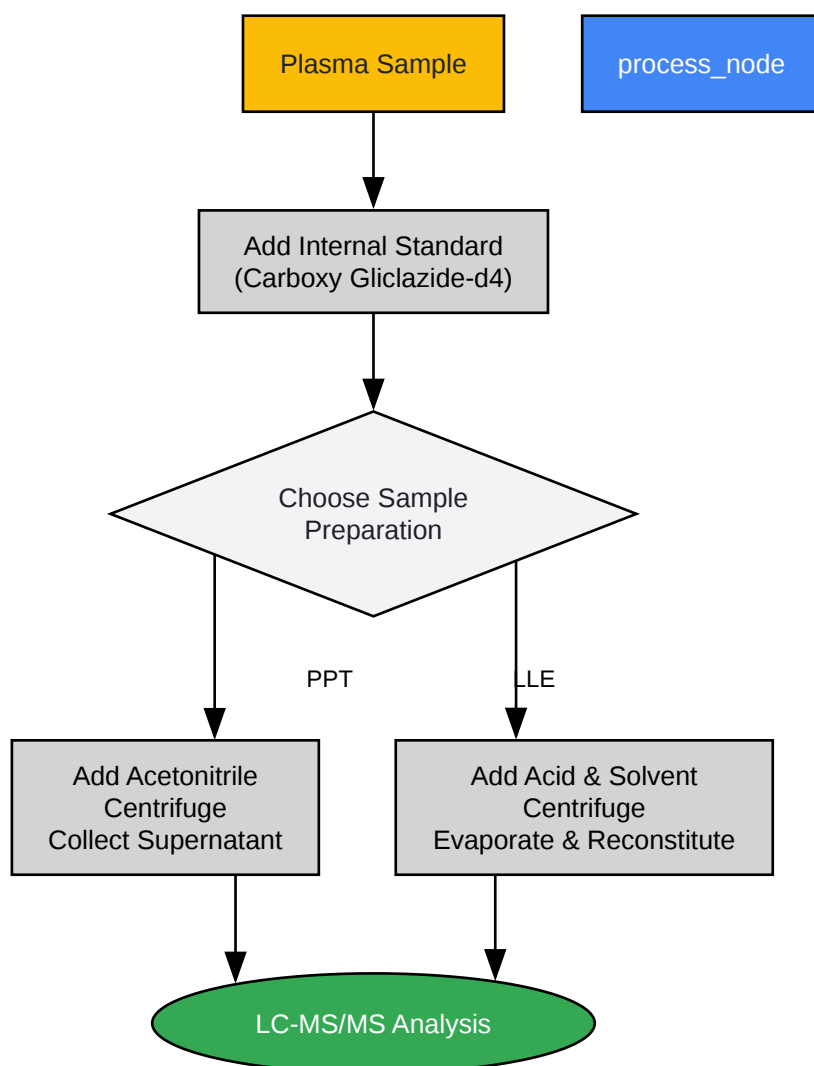 Plasma Sample
process_node
Add Internal Standard
(Carboxy Gliclazide-d4)
Choose Sample
Preparation
PPT
LLE
Add Acetonitrile
Centrifuge
Collect Supernatant
Add Acid & Solvent
Centrifuge
Evaporate & Reconstitute
LC-MS/MS Analysis